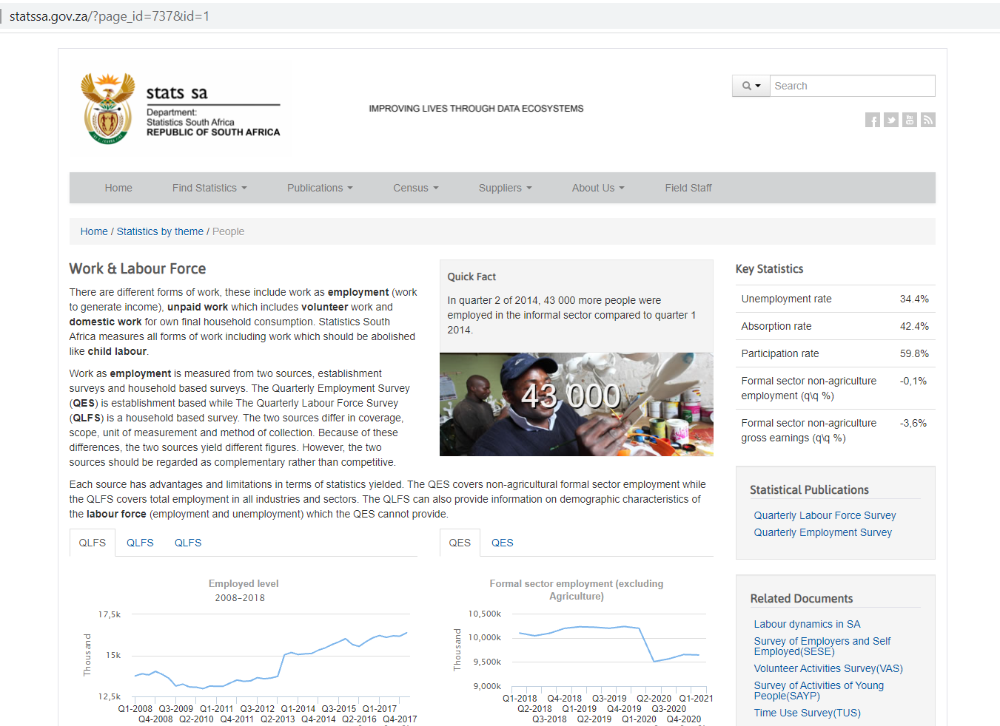 statssa.gov.za/?page_id=737&id=1
stats sa
Department:
Statistics South Africa
REPUBLIC OF SOUTH AFRICA
IMPROVING LIVES THROUGH DATA ECOSYSTEMS
Search
Home Find Statistics Publications Census Suppliers About Us Field Staff
Home / Statistics by theme / People
Work & Labour Force
There are different forms of work, these include work as employment (work
to generate income), unpaid work which includes volunteer work and
domestic work for own final household consumption. Statistics South
Africa measures all forms of work including work which should be abolished
like child labour.
Work as employment is measured from two sources, establishment
surveys and household based surveys. The Quarterly Employment Survey
(QES) is establishment based while The Quarterly Labour Force Survey
(QLFS) is a household based survey. The two sources differ in coverage,
scope, unit of measurement and method of collection. Because of these
differences, the two sources yield different figures. However, the two
sources should be regarded as complementary rather than competitive.
Quick Fact
In quarter 2 of 2014, 43 000 more people were
employed in the informal sector compared to quarter 1
2014.
43 000
Each source has advantages and limitations in terms of statistics yielded. The QES covers non-agricultural formal sector employment while
the QLFS covers total employment in all industries and sectors. The QLFS can also provide information on demographic characteristics of
the labour force (employment and unemployment) which the QES cannot provide.
QLFS QLFS QLFS
Employed level
2008–2018
Thousand
17,5k
15k
12,5k
Q1-2008 Q3-2009 Q1-2011 Q3-2012 Q1-2014 Q3-2015 Q1-2017
Q4-2008 Q2-2010 Q4-2011 Q2-2013 Q4-2014 Q2-2016 Q4-2017
QES QES
Formal sector employment (excluding
Agriculture)
Thousand
10,500k
10,000k
9,500k
9,000k
Q1-2018 Q4-2018 Q3-2019 Q2-2020 Q1-2021
Q2-2018 Q1-2019 Q4-2019 Q3-2020
Q3-2018 Q2-2019 Q1-2020 Q4-2020
Key Statistics
Unemployment rate 34.4%
Absorption rate 42.4%
Participation rate 59.8%
Formal sector non-agriculture -0,1%
employment (q\q %)
Formal sector non-agriculture -3,6%
gross earnings (q\q %)
Statistical Publications
Quarterly Labour Force Survey
Quarterly Employment Survey
Related Documents
Labour dynamics in SA
Survey of Employers and Self
Employed(SESE)
Volunteer Activities Survey(VAS)
Survey of Activities of Young
People(SAYP)
Time Use Survey(TUS)